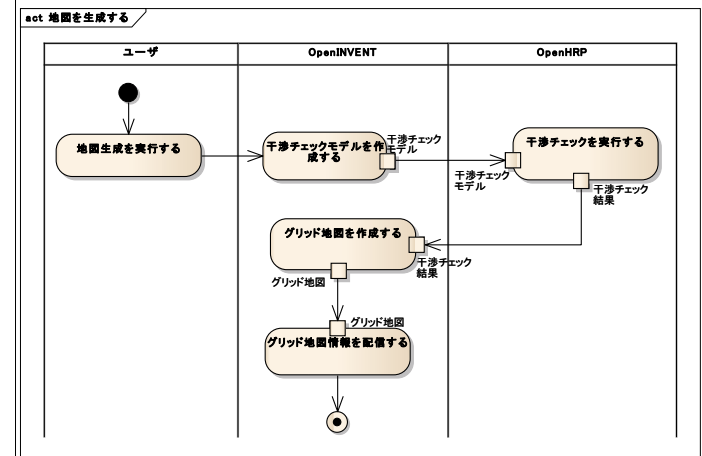 act 地図を生成する
ユーザ
OpenINVENT
OpenHRP
地図生成を実行する
干渉チェックモデルを作
成する
干渉チェック
モデル
干渉チェック
モデル
干渉チェックを実行する
干渉チェック
結果
グリッド地図を作成する
干渉チェック
結果
グリッド地図
グリッド地図
グリッド地図情報を配信する